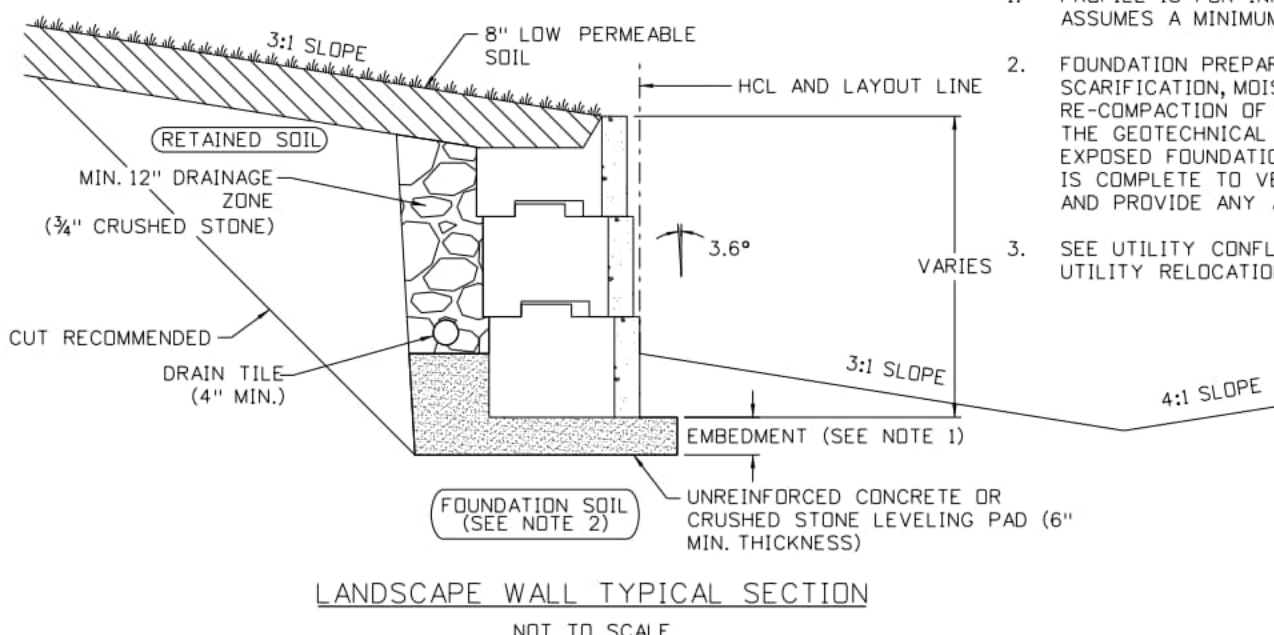 3:1 SLOPE
8" LOW PERMEABLE
SOIL
HCL AND LAYOUT LINE
RETAINED SOIL
MIN. 12" DRAINAGE
ZONE
(¾" CRUSHED STONE)
3.6°
VARIES
CUT RECOMMENDED
DRAIN TILE
(4" MIN.)
3:1 SLOPE
4:1 SLOPE
EMBEDMENT (SEE NOTE 1)
FOUNDATION SOIL
(SEE NOTE 2)
UNREINFORCED CONCRETE OR
CRUSHED STONE LEVELING PAD (6"
MIN. THICKNESS)
LANDSCAPE WALL TYPICAL SECTION
NOT TO SCALE
ASSUMES A MINIMUM
2. FOUNDATION PREPAR
SCARIFICATION, MOIS
RE-COMPACTION OF
THE GEOTECHNICAL
EXPOSED FOUNDATIO
IS COMPLETE TO VE
AND PROVIDE ANY A
3. SEE UTILITY CONFL
UTILITY RELOCATIO